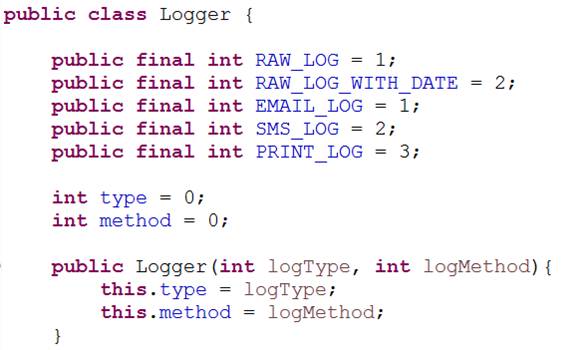 public class Logger {
public final int RAW_LOG = 1;
public final int RAW_LOG_WITH_DATE = 2;
public final int EMAIL_LOG = 1;
public final int SMS_LOG = 2;
public final int PRINT_LOG = 3;
int type = 0;
int method = 0;
public Logger(int logType, int logMethod){
this.type = logType;
this.method = logMethod;
}